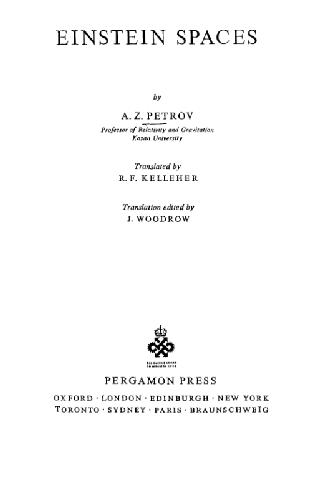 EINSTEIN SPACES
by
A. Z. PETROV
Professor of Relativity and Gravitation
Kazan University
Translated by
R. F. KELLEHER
Translation edited by
J. WOODROW
PERGAMON PRESS
OXFORD · LONDON · EDINBURGH · NEW YORK
TORONTO · SYDNEY · PARIS · BRAUNSCHWEIG